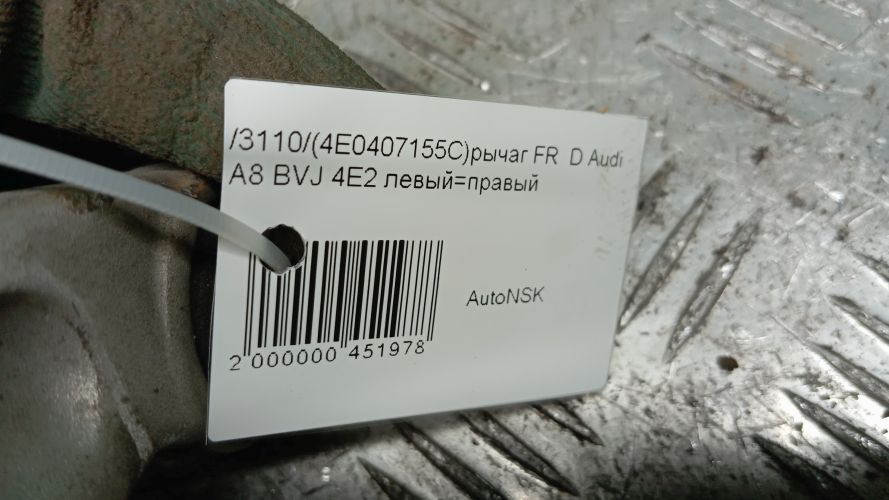 /3110/(4E0407155C)рычаг FR D Audi
A8 BVJ 4E2 левый=правый
AutoNSK
2 000000 451978